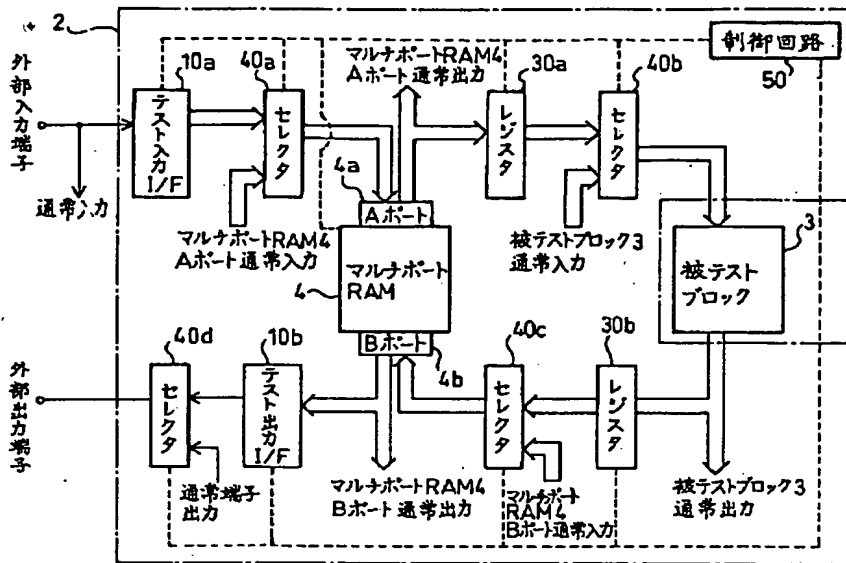 2
外部入力端子
通常入力
10a
テスト入力
I/F
40a
セレクタ
マルチポートRAM4
Aポート通常入力
マルチポートRAM4
Aポート通常出力
30a
レジスタ
40b
セレクタ
制御回路
50
被テストブロック3
通常入力
4a
Aポート
マルチポート
RAM
4
Bポート
4b
3
被テスト
ブロック
外部出力端子
40d
セレクタ
通常端子
出力
10b
テスト出力
I/F
マルチポートRAM4
Bポート通常出力
40c
セレクタ
マルチポート
RAM4
Bポート通常入力
30b
レジスタ
被テストブロック3
通常出力